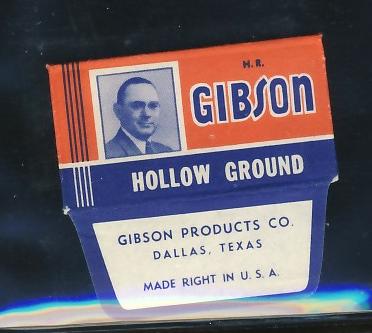 H.R.
GIBSON
HOLLOW GROUND
GIBSON PRODUCTS CO.
DALLAS, TEXAS
MADE RIGHT IN U. S. A.